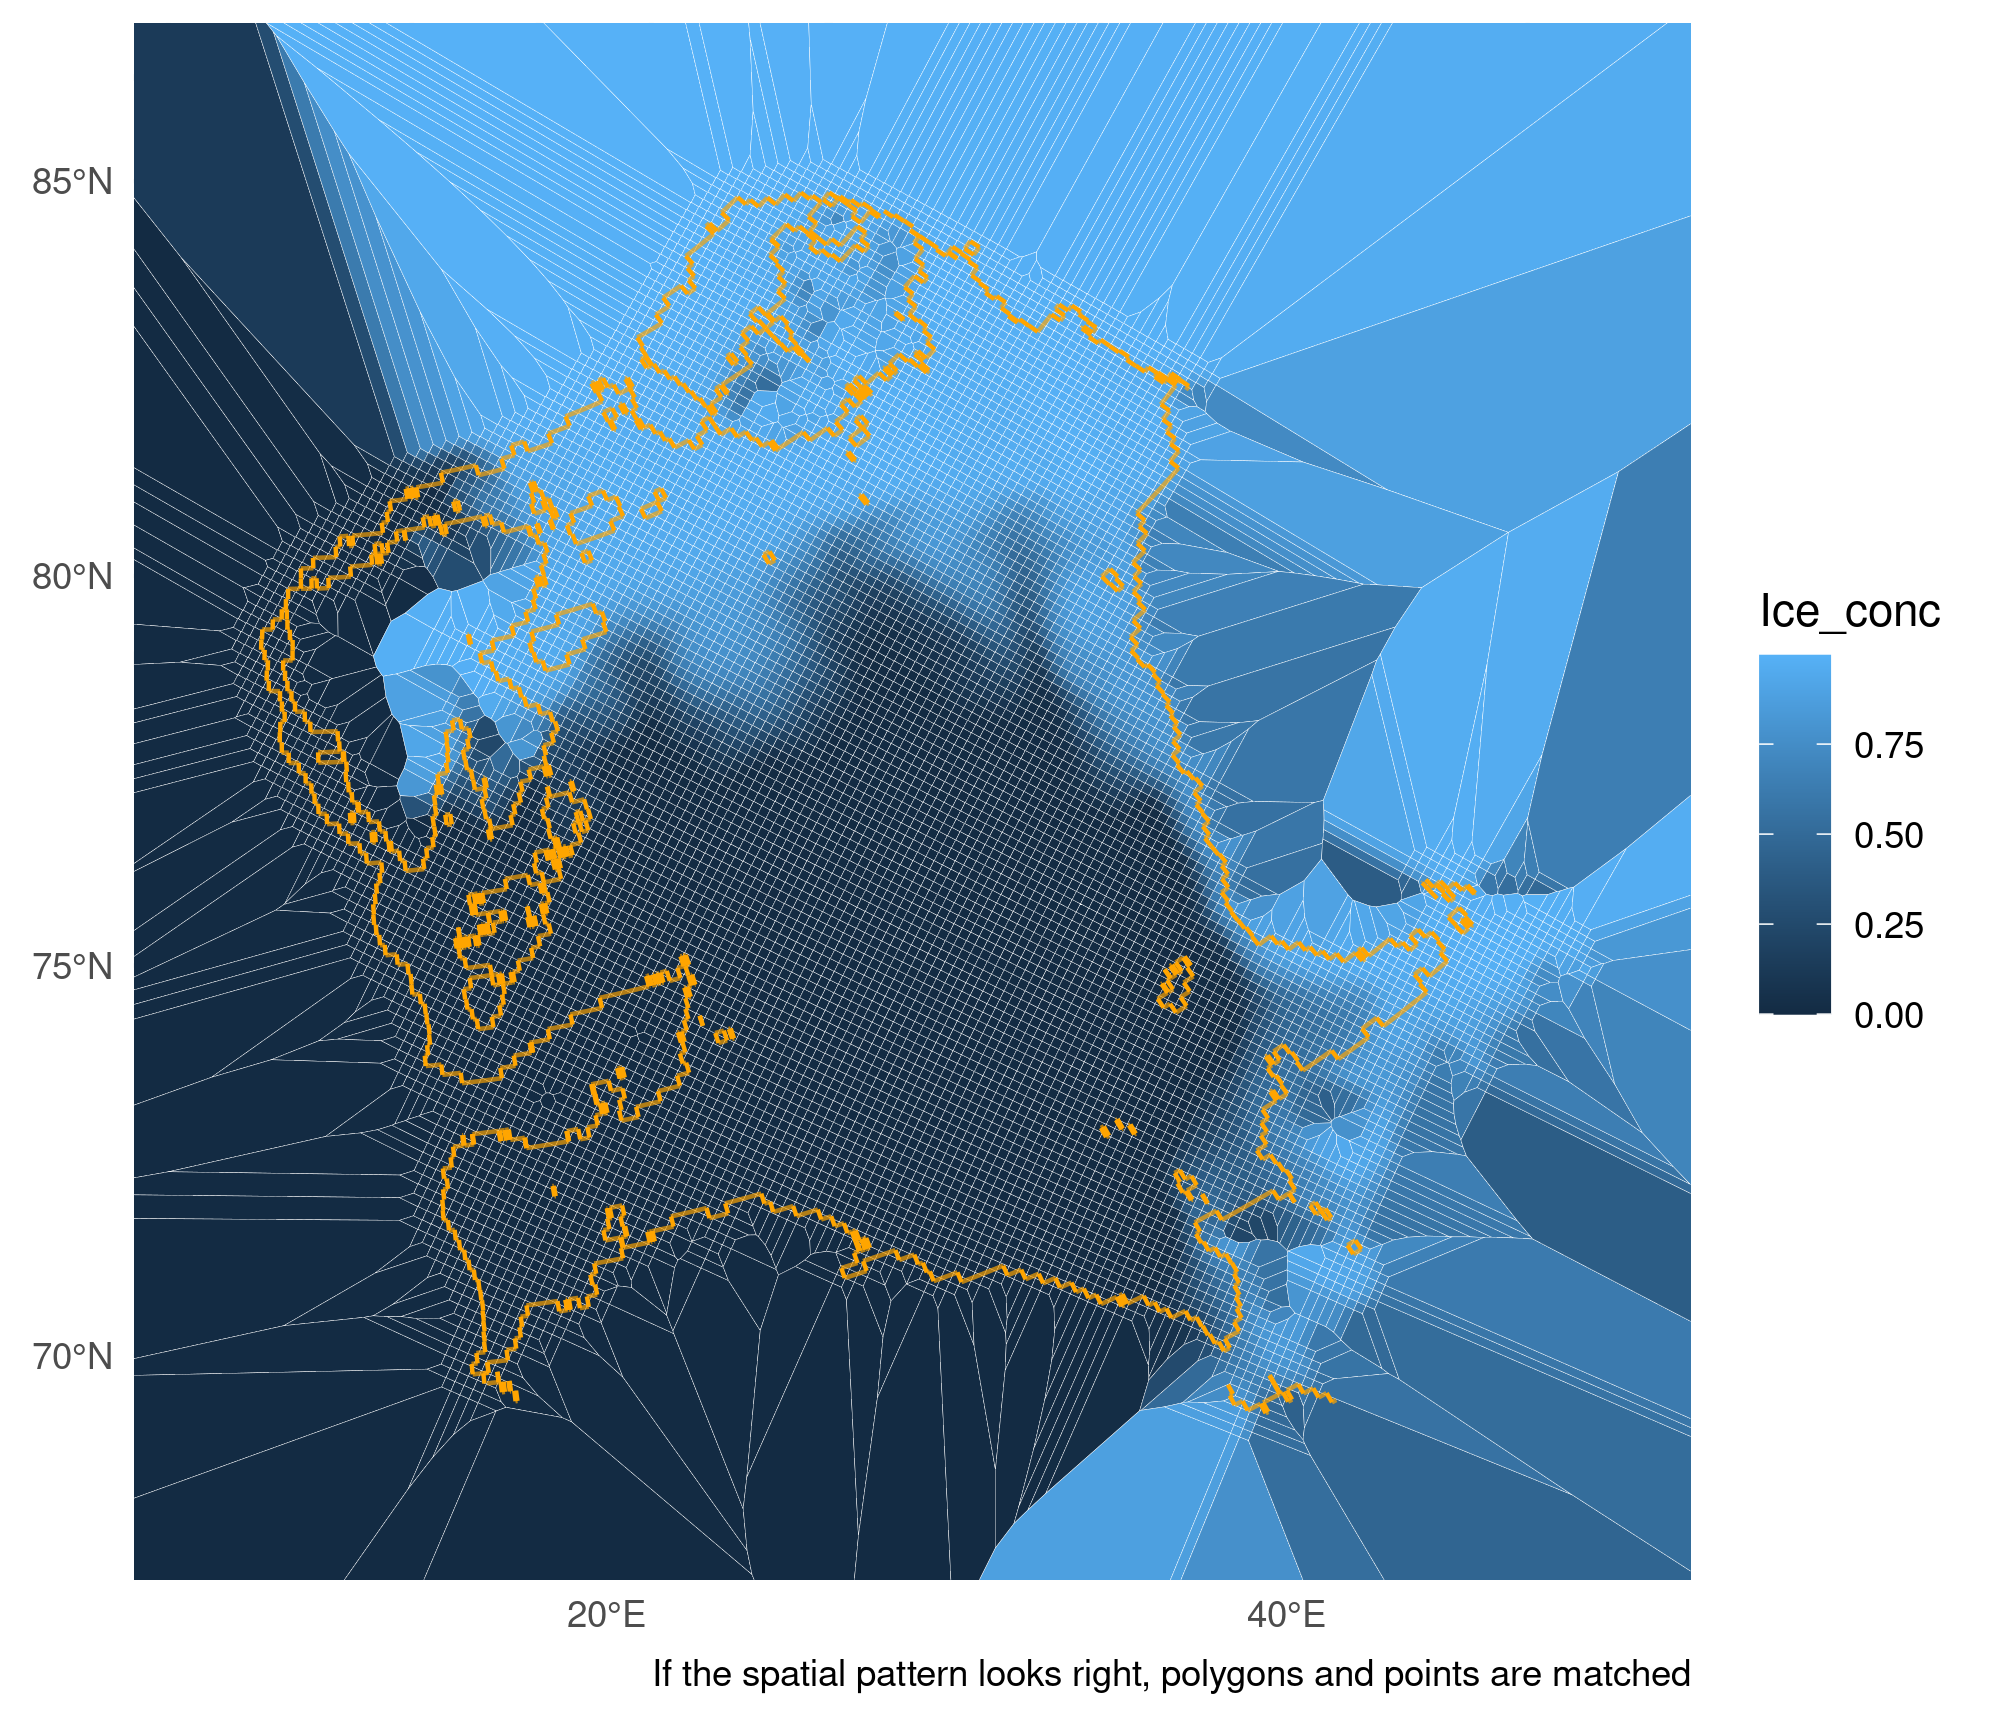 85°N
80°N
75°N
70°N
20°E
40°E
Ice_conc
0.75
0.50
0.25
0.00
If the spatial pattern looks right, polygons and points are matched